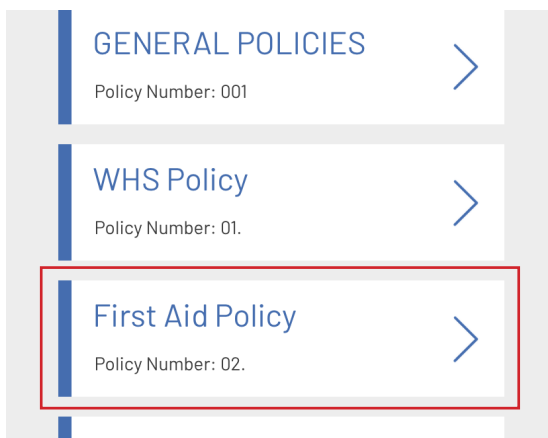 GENERAL POLICIES
Policy Number: 001
WHS Policy
Policy Number: 01.
First Aid Policy
Policy Number: 02.